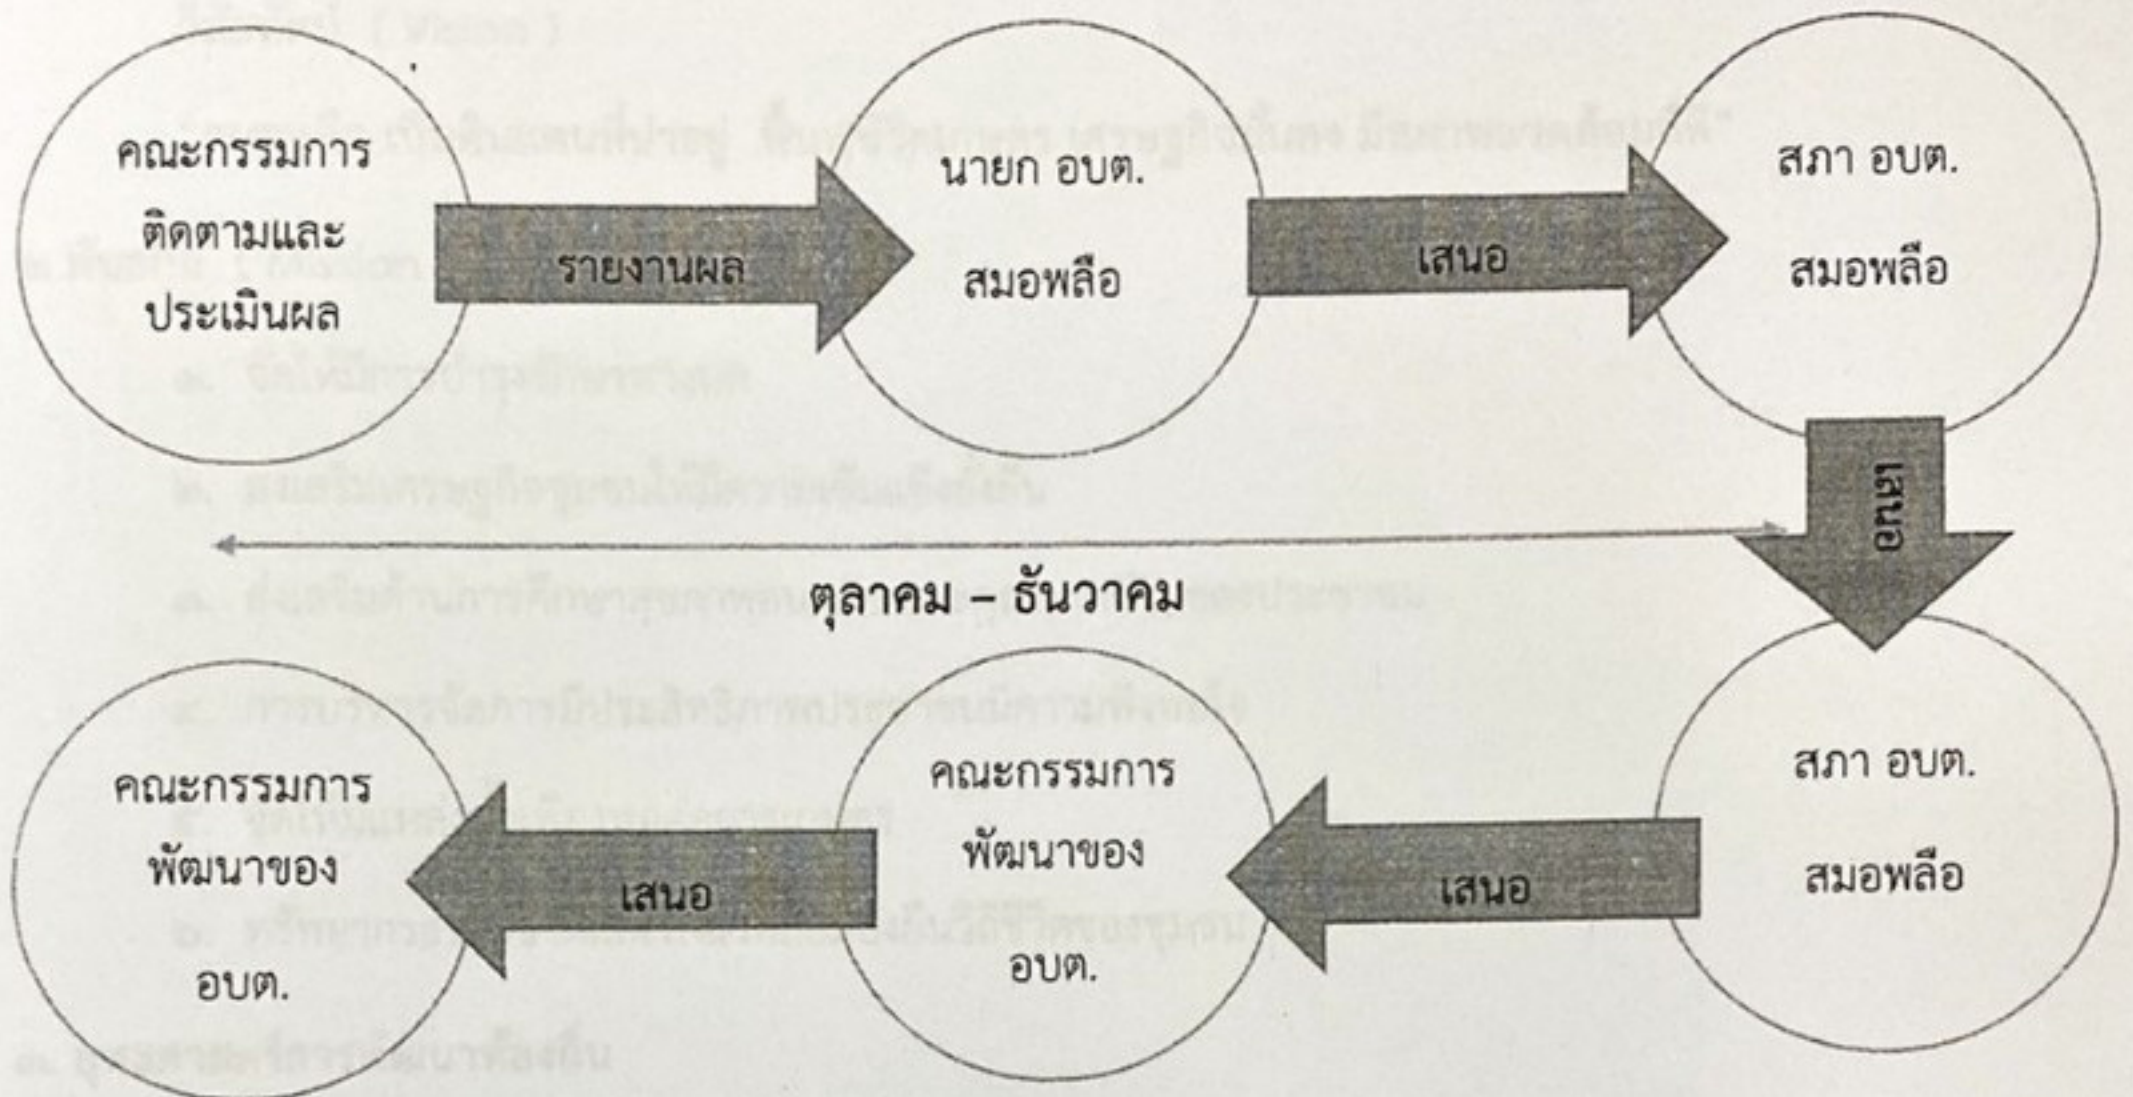 คณะกรรมการ
ติดตามและ
ประเมินผล
รายงานผล
นายก อบต.
สมอพลือ
เสนอ
สภา อบต.
สมอพลือ
เสนอ
ตุลาคม – ธันวาคม
สภา อบต.
สมอพลือ
เสนอ
คณะกรรมการ
พัฒนาของ
อบต.
เสนอ
คณะกรรมการ
พัฒนาของ
อบต.